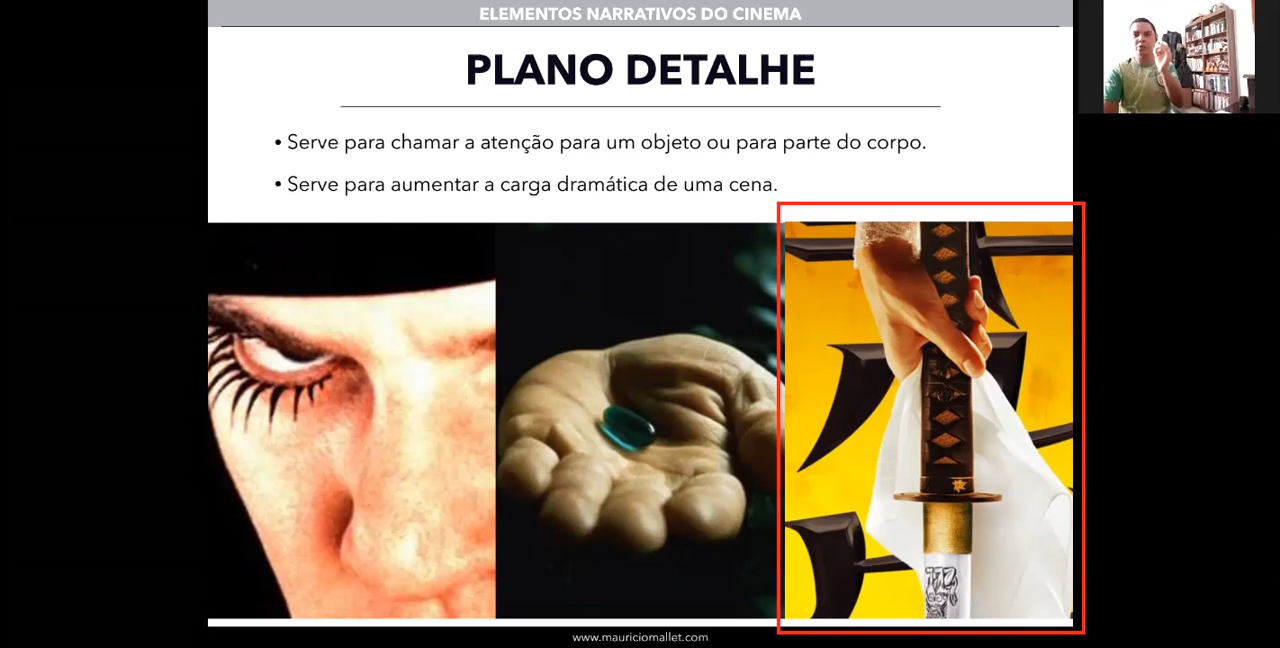 ELEMENTOS NARRATIVOS DO CINEMA
PLANO DETALHE
• Serve para chamar a atenção para um objeto ou para parte do corpo.
• Serve para aumentar a carga dramática de uma cena.
www.mauriciomallet.com